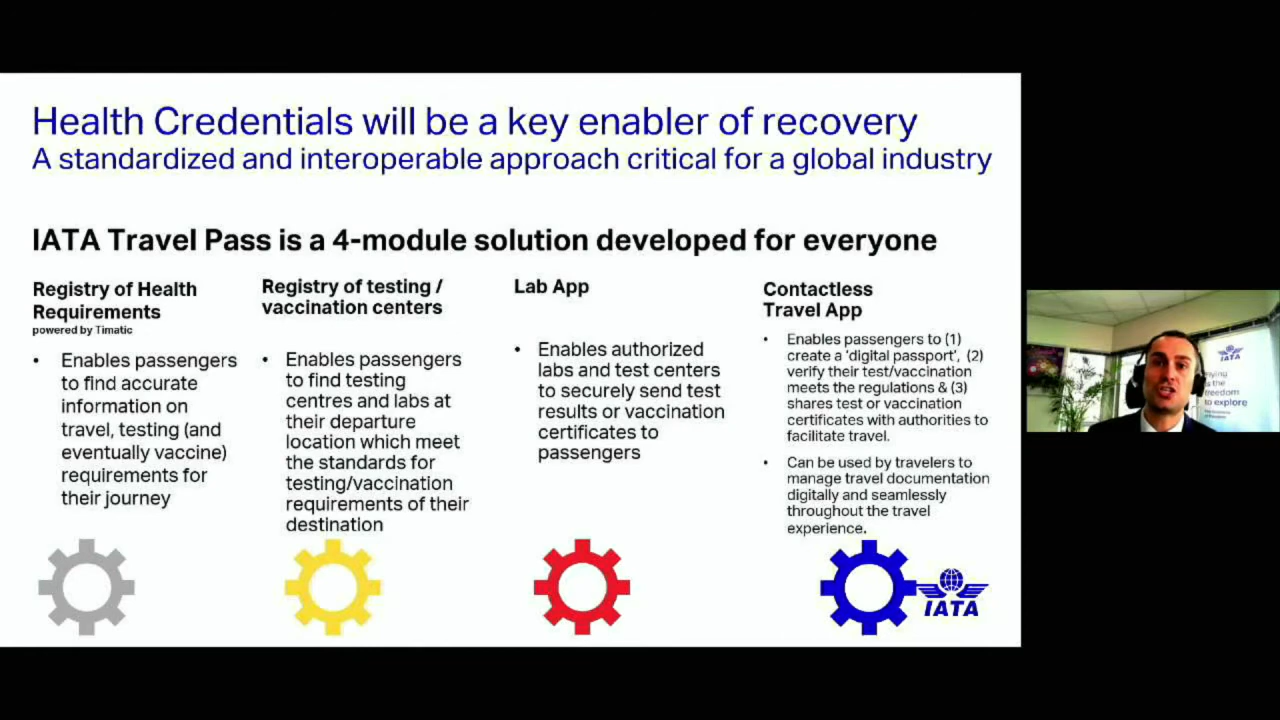 Health Credentials will be a key enabler of recovery
A standardized and interoperable approach critical for a global industry
IATA Travel Pass is a 4-module solution developed for everyone
Registry of Health
Requirements
powered by Timatic
• Enables passengers
to find accurate
information on
travel, testing (and
eventually vaccine)
requirements for
their journey
Registry of testing /
vaccination centers
• Enables passengers
to find testing
centres and labs at
their departure
location which meet
the standards for
testing/vaccination
requirements of their
destination
Lab App
• Enables authorized
labs and test centers
to securely send test
results or vaccination
certificates to
passengers
Contactless
Travel App
• Enables passengers to (1)
create a ‘digital passport’, (2)
verify their test/vaccination
meets the regulations & (3)
shares test or vaccination
certificates with authorities to
facilitate travel.
• Can be used by travelers to
manage travel documentation
digitally and seamlessly
throughout the travel
experience.
IATA
IATA
is the
freedom
to explore